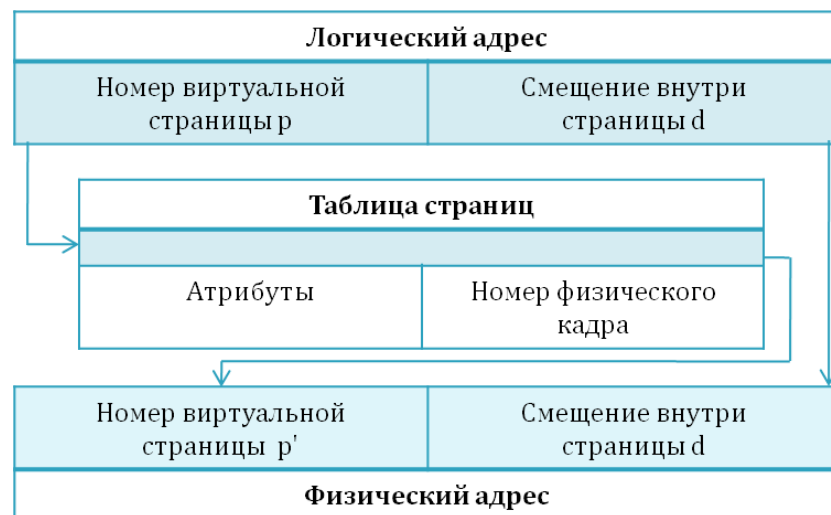 Логический адрес
Номер виртуальной
страницы p
Смещение внутри
страницы d
Таблица страниц
Атрибуты
Номер физического
кадра
Номер виртуальной
страницы p'
Смещение внутри
страницы d
Физический адрес